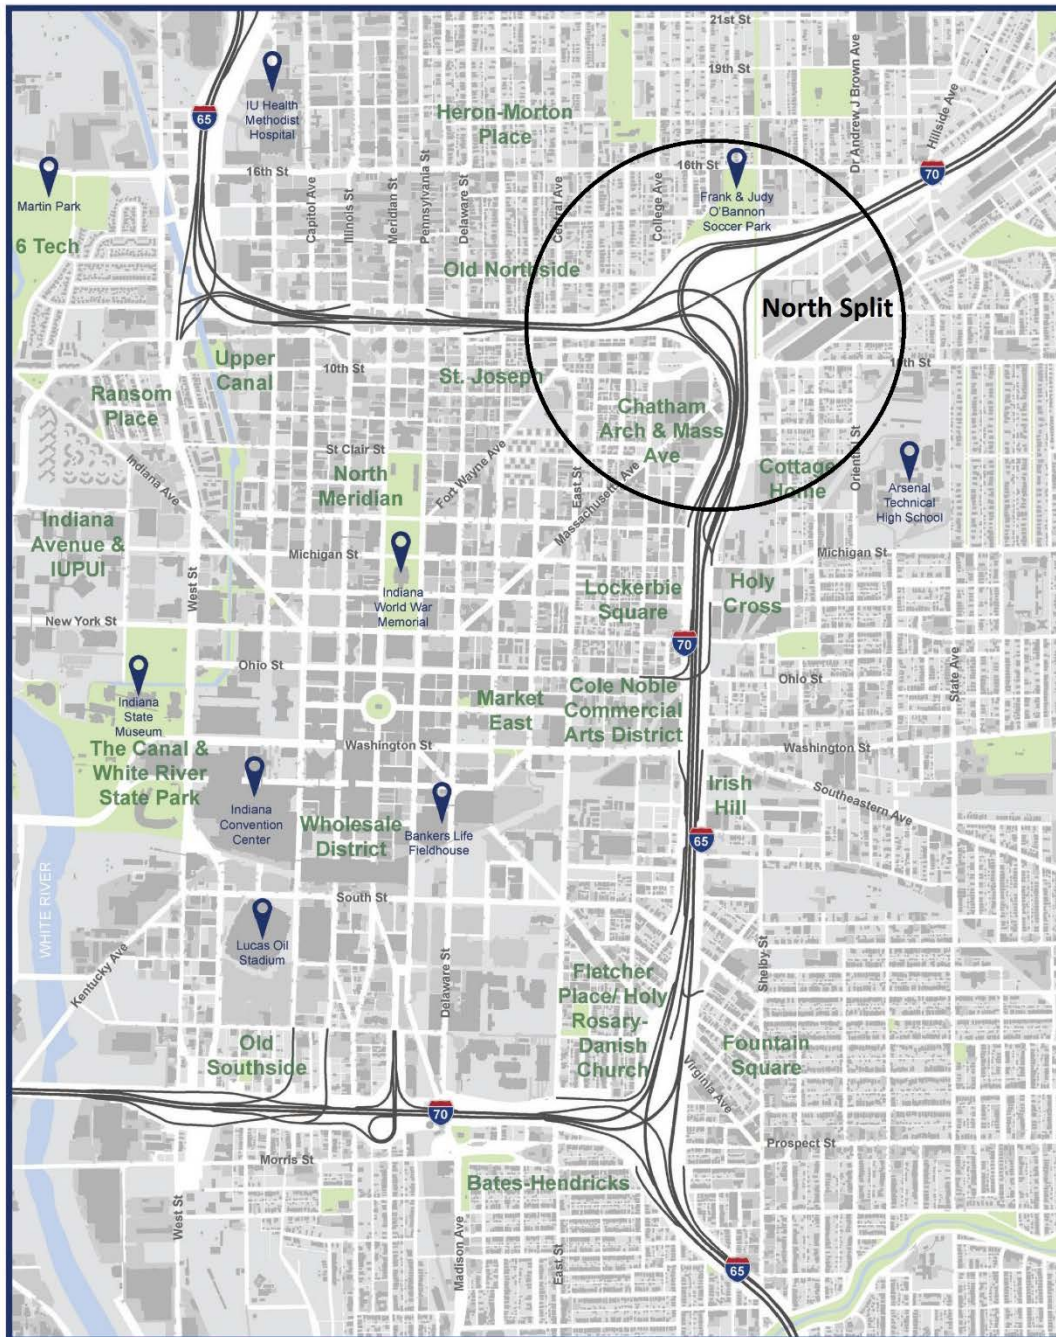 21st St
19th St
Dr Andrew J Brown Ave
Hillside Ave
IU Health
Methodist
Hospital
65
Heron-Morton
Place
16th St
70
Martin Park
16th St
Capitol Ave
Illinois St
Meridian St
Pennsylvania St
Delaware St
Central Ave
College Ave
Frank & Judy
O'Bannon
Soccer Park
6 Tech
Old Northside
North Split
Upper
Canal
10th St
St. Joseph
10th St
Ransom
Place
Chatham
Arch & Mass
Ave
St Clair St
Indiana Ave
North
Meridian
Fort Wayne Ave
East St
Massachusetts Ave
Cottage
Home
Oriental St
Arsenal
Technical
High School
Indiana
Avenue &
IUPUI
West St
Michigan St
Michigan St
Indiana
World War
Memorial
Lockerbie
Square
Holy
Cross
New York St
70
Ohio St
Ohio St
State Ave
Indiana
State
Museum
Market
East
Cole Noble
Commercial
Arts District
The Canal &
White River
State Park
Washington St
Washington St
Indiana
Convention
Center
Wholesale
District
Bankers Life
Fieldhouse
Irish
Hill
Southeastern Ave
65
WHITE RIVER
South St
Lucas Oil
Stadium
Kentucky Ave
Delaware St
Shelby St
Fletcher
Place/ Holy
Rosary-
Danish
Church
Old
Southside
Fountain
Square
Virginia Ave
70
Prospect St
Morris St
Bates-Hendricks
West St
Madison Ave
East St
65